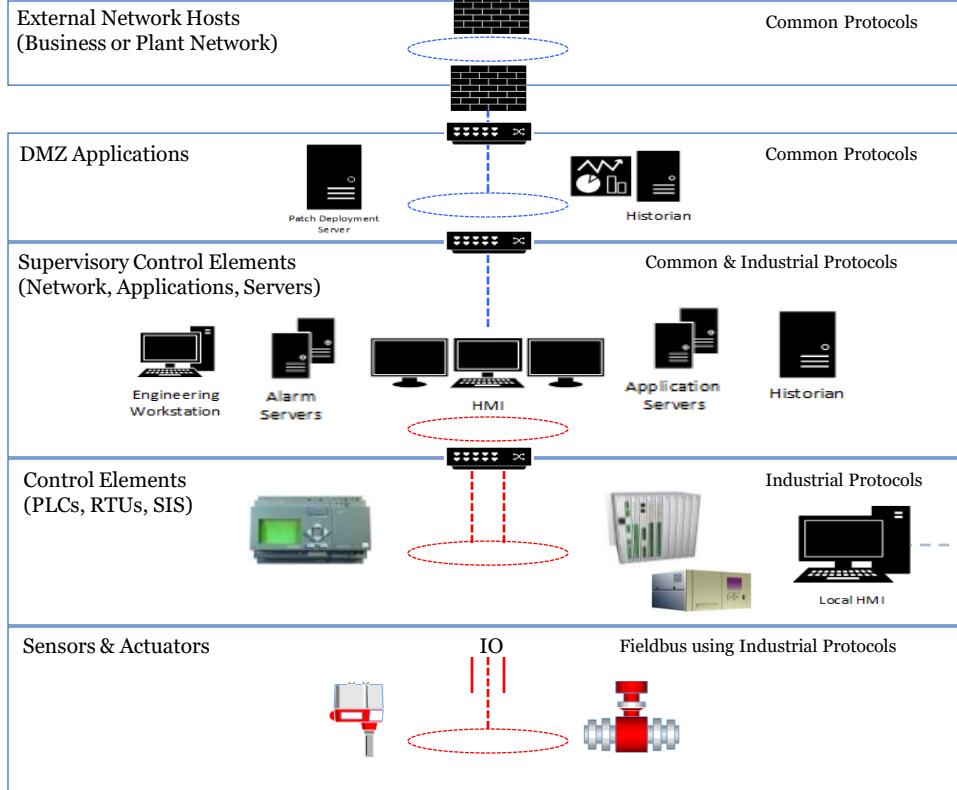 External Network Hosts
(Business or Plant Network)
Common Protocols
DMZ Applications
Common Protocols
Patch Deployment
Server
Historian
Supervisory Control Elements
(Network, Applications, Servers)
Common & Industrial Protocols
Engineering
Workstation
Alarm
Servers
HMI
Application
Servers
Historian
Control Elements
(PLCs, RTUs, SIS)
Industrial Protocols
Local HMI
Sensors & Actuators
IO
Fieldbus using Industrial Protocols